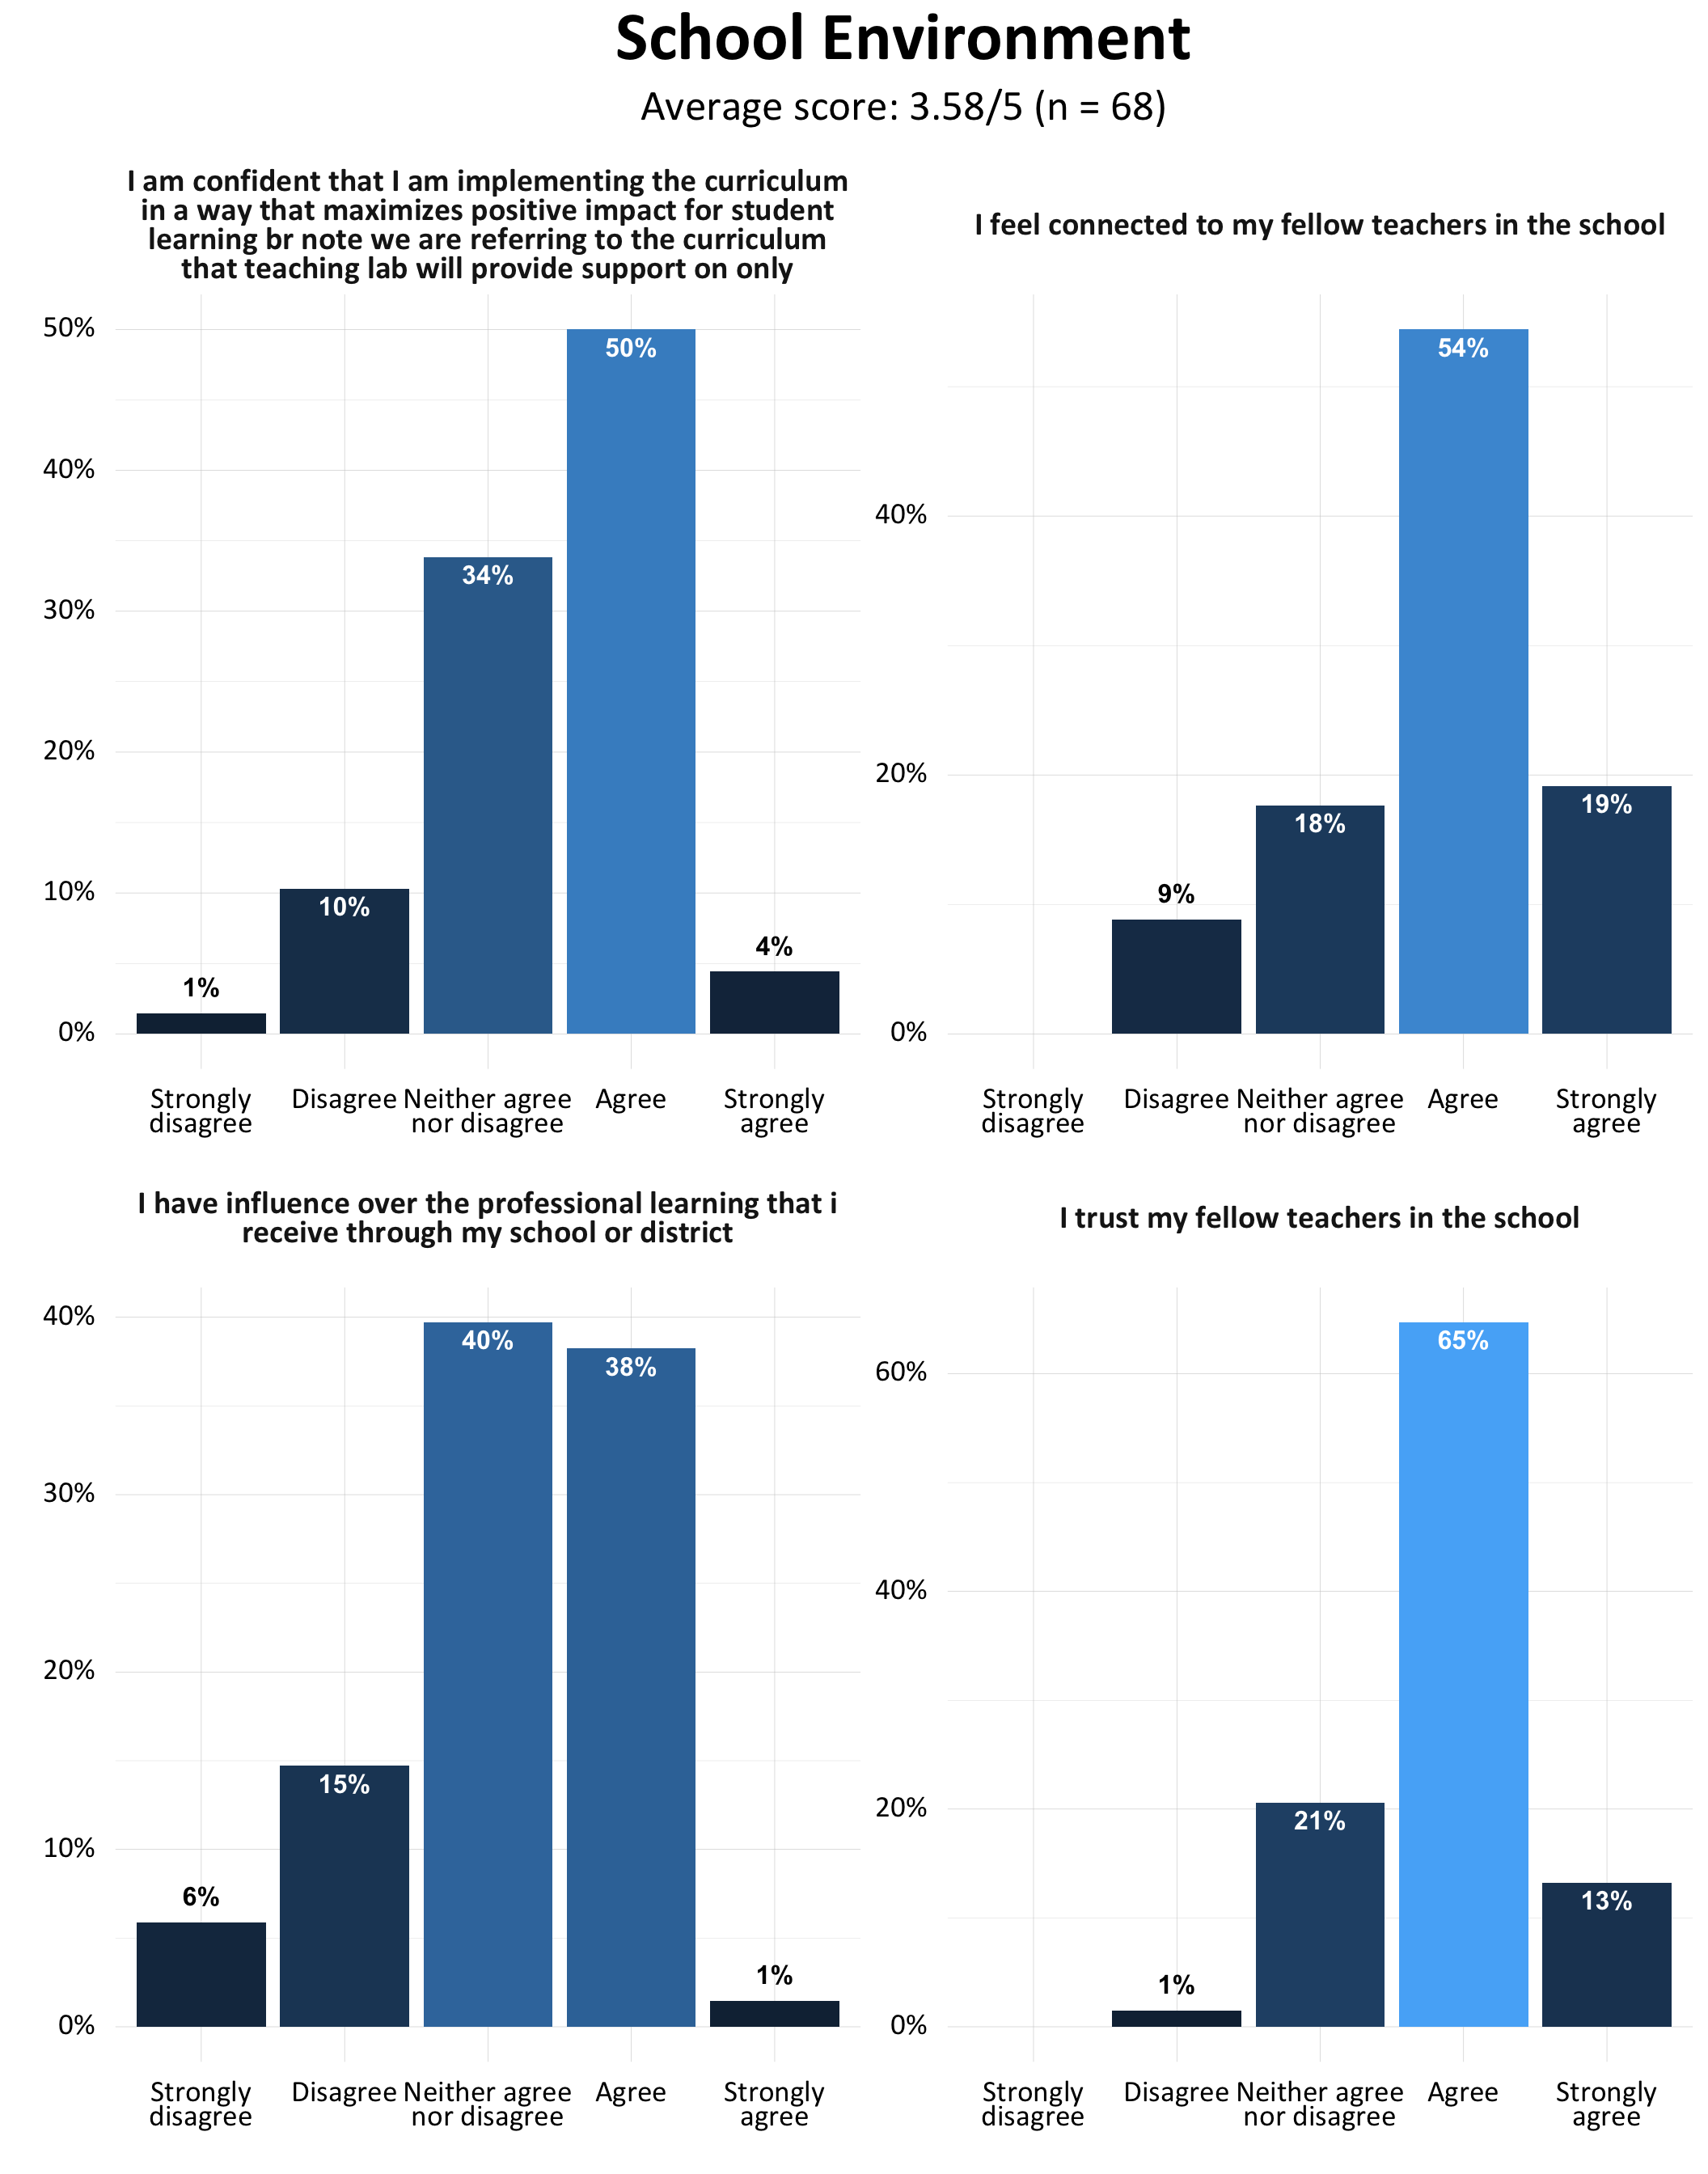 School Environment
Average score: 3.58/5 (n = 68)
I am confident that I am implementing the curriculum
in a way that maximizes positive impact for student
learning br note we are referring to the curriculum
that teaching lab will provide support on only
50%
40%
30%
20%
10%
0%
1%
10%
34%
50%
4%
Strongly
disagree
Disagree
Neither agree
nor disagree
Agree
Strongly
agree
I feel connected to my fellow teachers in the school
40%
20%
0%
9%
18%
54%
19%
Strongly
disagree
Disagree
Neither agree
nor disagree
Agree
Strongly
agree
I have influence over the professional learning that i
receive through my school or district
40%
30%
20%
10%
0%
6%
15%
40%
38%
1%
Strongly
disagree
Disagree
Neither agree
nor disagree
Agree
Strongly
agree
I trust my fellow teachers in the school
60%
40%
20%
0%
1%
21%
65%
13%
Strongly
disagree
Disagree
Neither agree
nor disagree
Agree
Strongly
agree